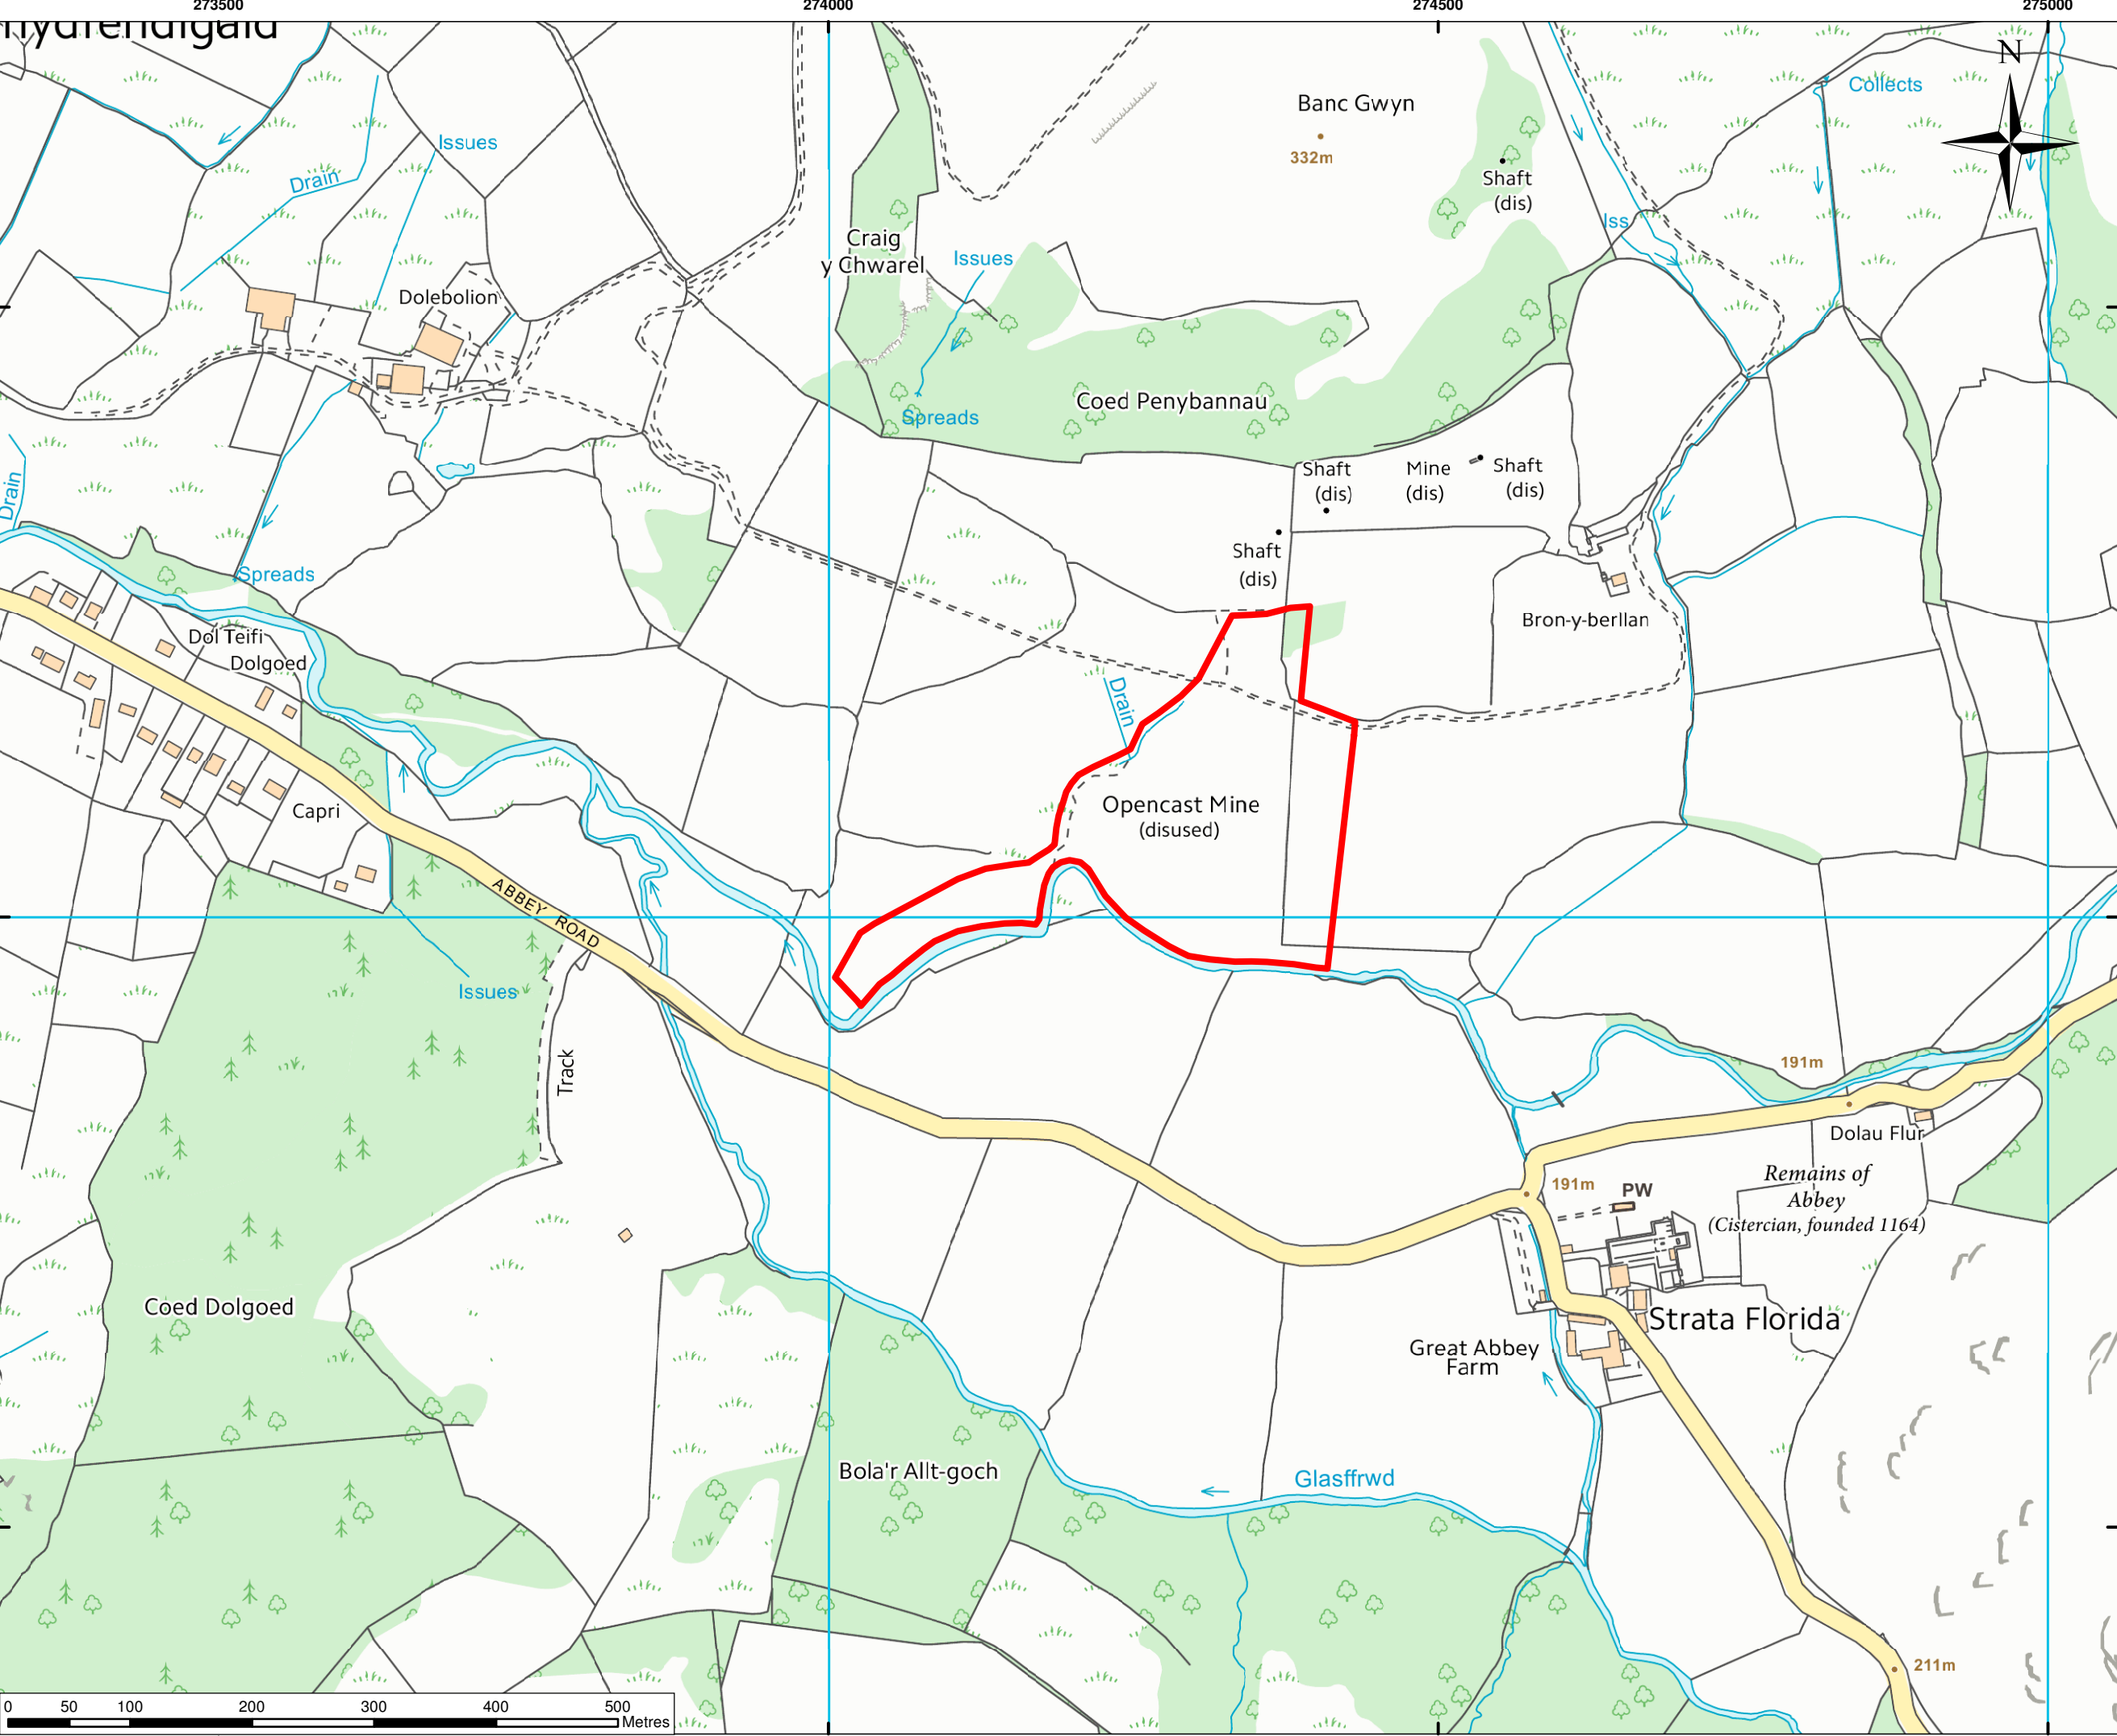 273500
274000
274500
275000
N
Collects
Banc Gwyn
332m
Issues
Drain
Shaft
(dis)
Iss
Craig
y Chwarel
Issues
Dolebolion
Coed Penybannau
Spreads
Shaft
(dis)
Mine
(dis)
Shaft
(dis)
Drain
Shaft
(dis)
Spreads
Bron-y-berllan
Dol Teifi
Dolgoed
Drain
Capri
Opencast Mine
(disused)
ABBEY ROAD
Issues
Track
191m
Dolau Flur
Remains of
Abbey
(Cistercian, founded 1164)
191m
PW
Coed Dolgoed
Strata Florida
Great Abbey
Farm
Bola'r Allt-goch
Glasffrwd
211m
0 50 100 200 300 400 500
Metres